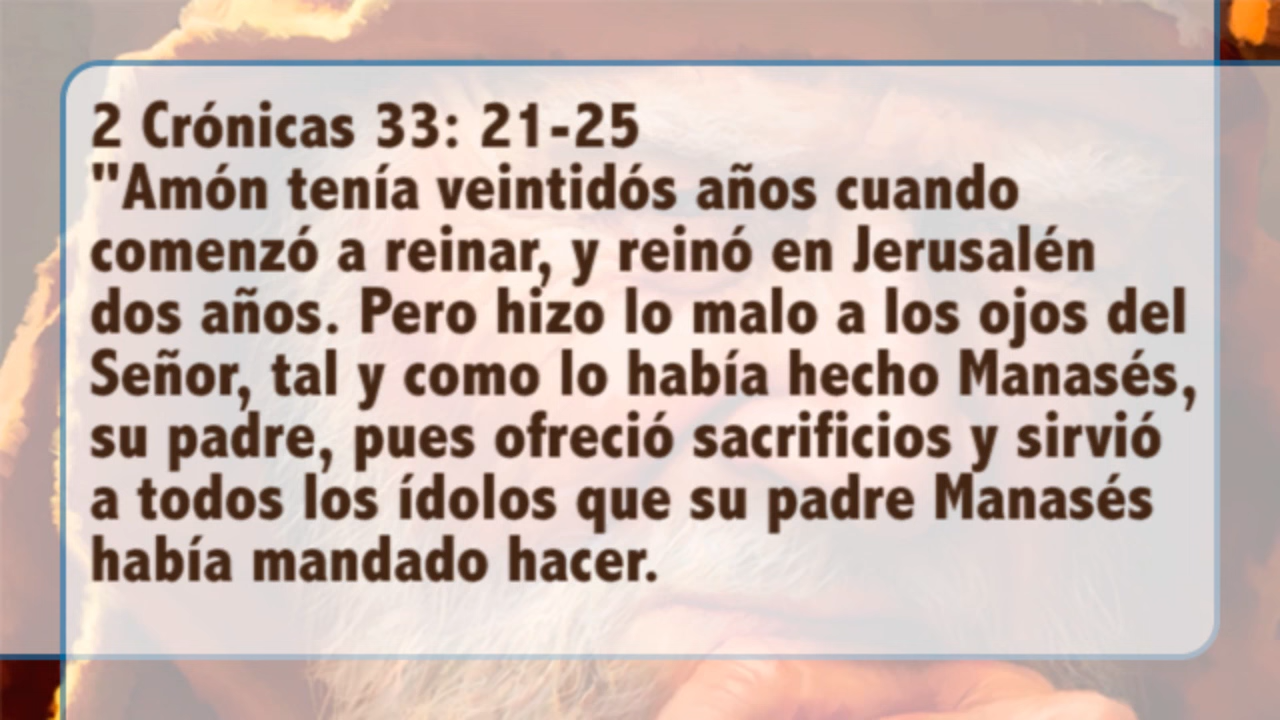 2 Crónicas 33: 21-25
"Amón tenía veintidós años cuando
comenzó a reinar, y reinó en Jerusalén
dos años. Pero hizo lo malo a los ojos del
Señor, tal y como lo había hecho Manasés,
su padre, pues ofreció sacrificios y sirvió
a todos los ídolos que su padre Manasés
había mandado hacer.